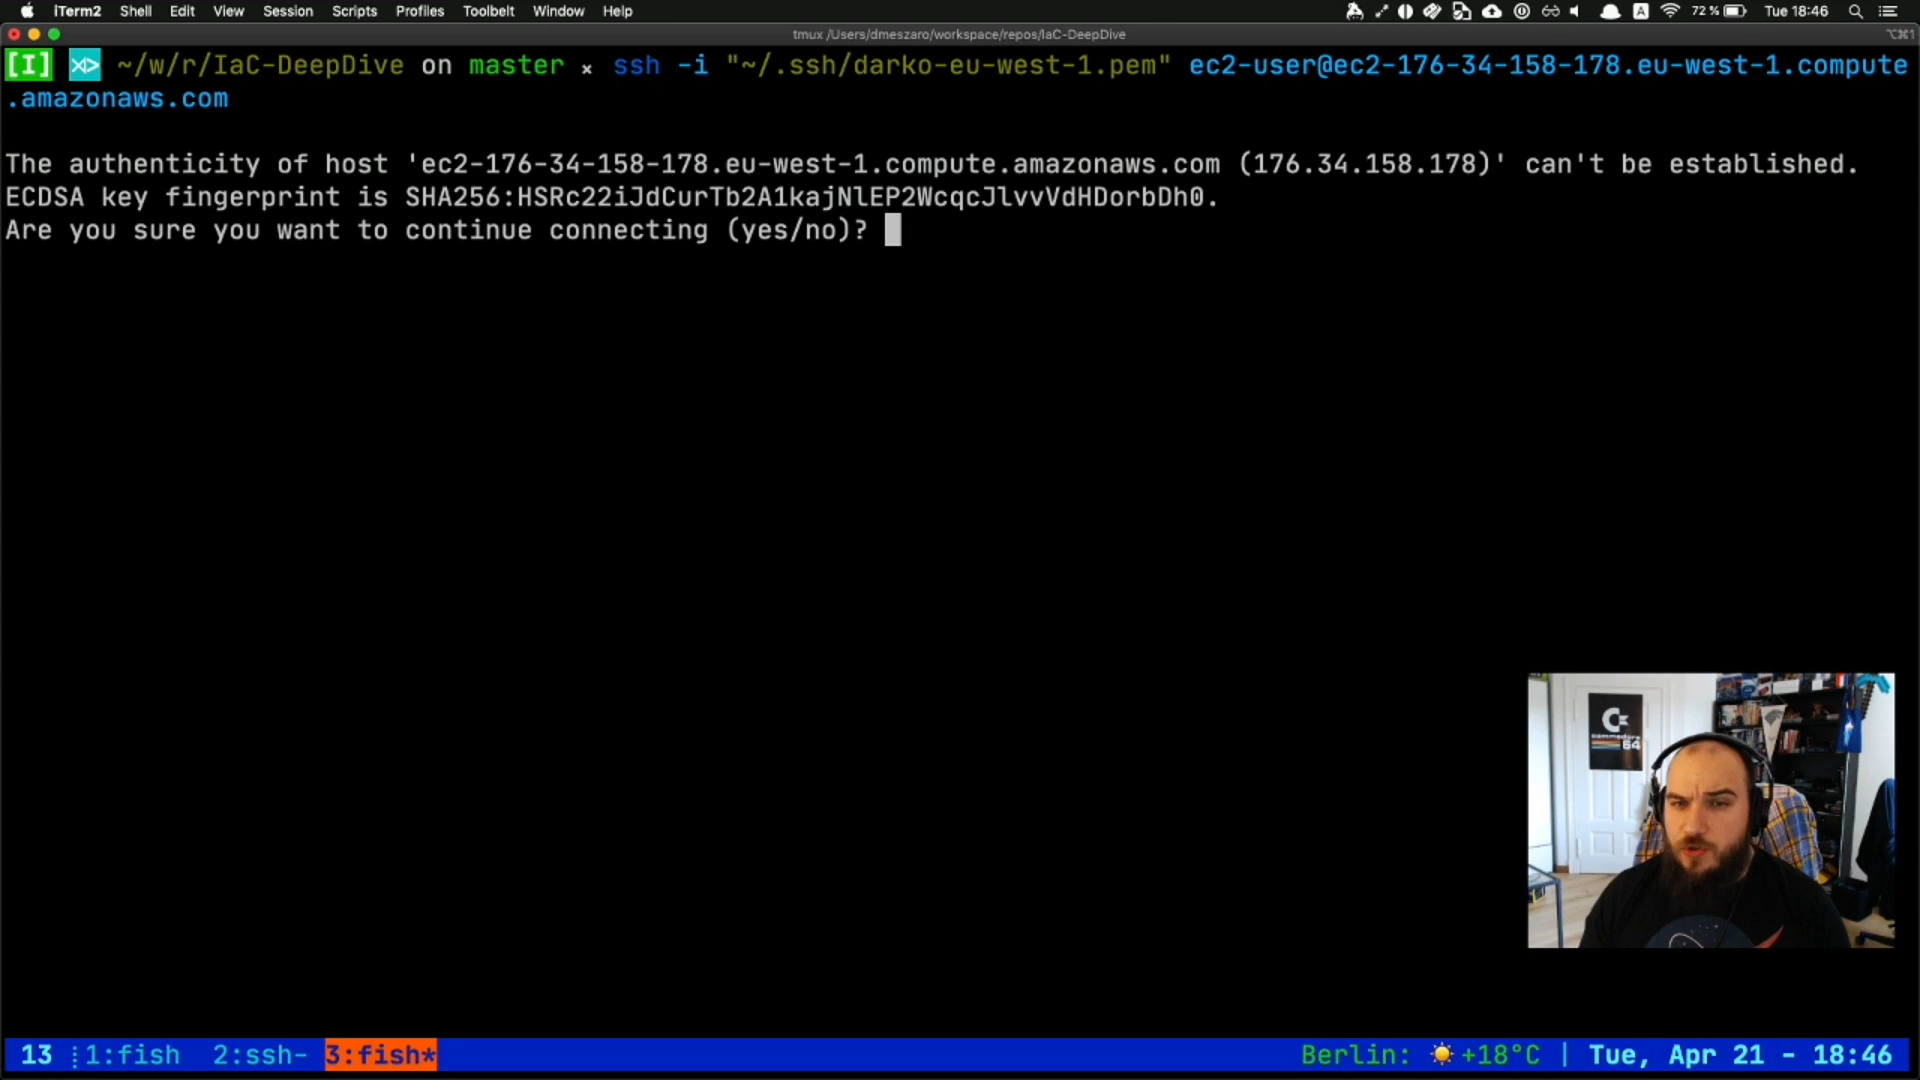 iTerm2 Shell Edit View Session Scripts Profiles Toolbelt Window Help A 72 % Tue 18:46
tmux /Users/dmeszaro/workspace/repos/IaC-DeepDive ⌥⌘1
[I] ~/w/r/IaC-DeepDive on master × ssh -i "~/.ssh/darko-eu-west-1.pem" ec2-user@ec2-176-34-158-178.eu-west-1.compute
.amazonaws.com
The authenticity of host 'ec2-176-34-158-178.eu-west-1.compute.amazonaws.com (176.34.158.178)' can't be established.
ECDSA key fingerprint is SHA256:HSRc22iJdCurTb2A1kajNlEP2WcqcJlvvVdHDorbDh0.
Are you sure you want to continue connecting (yes/no)?
commodore
64
13 1:fish 2:ssh- 3:fish* Berlin: ☀️ +18°C | Tue, Apr 21 - 18:46